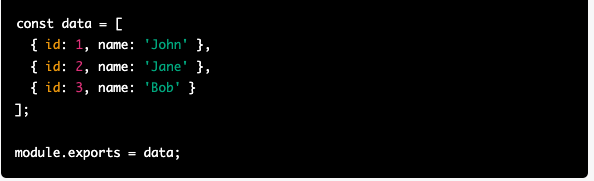 const data = [
  { id: 1, name: 'John' },
  { id: 2, name: 'Jane' },
  { id: 3, name: 'Bob' }
];

module.exports = data;